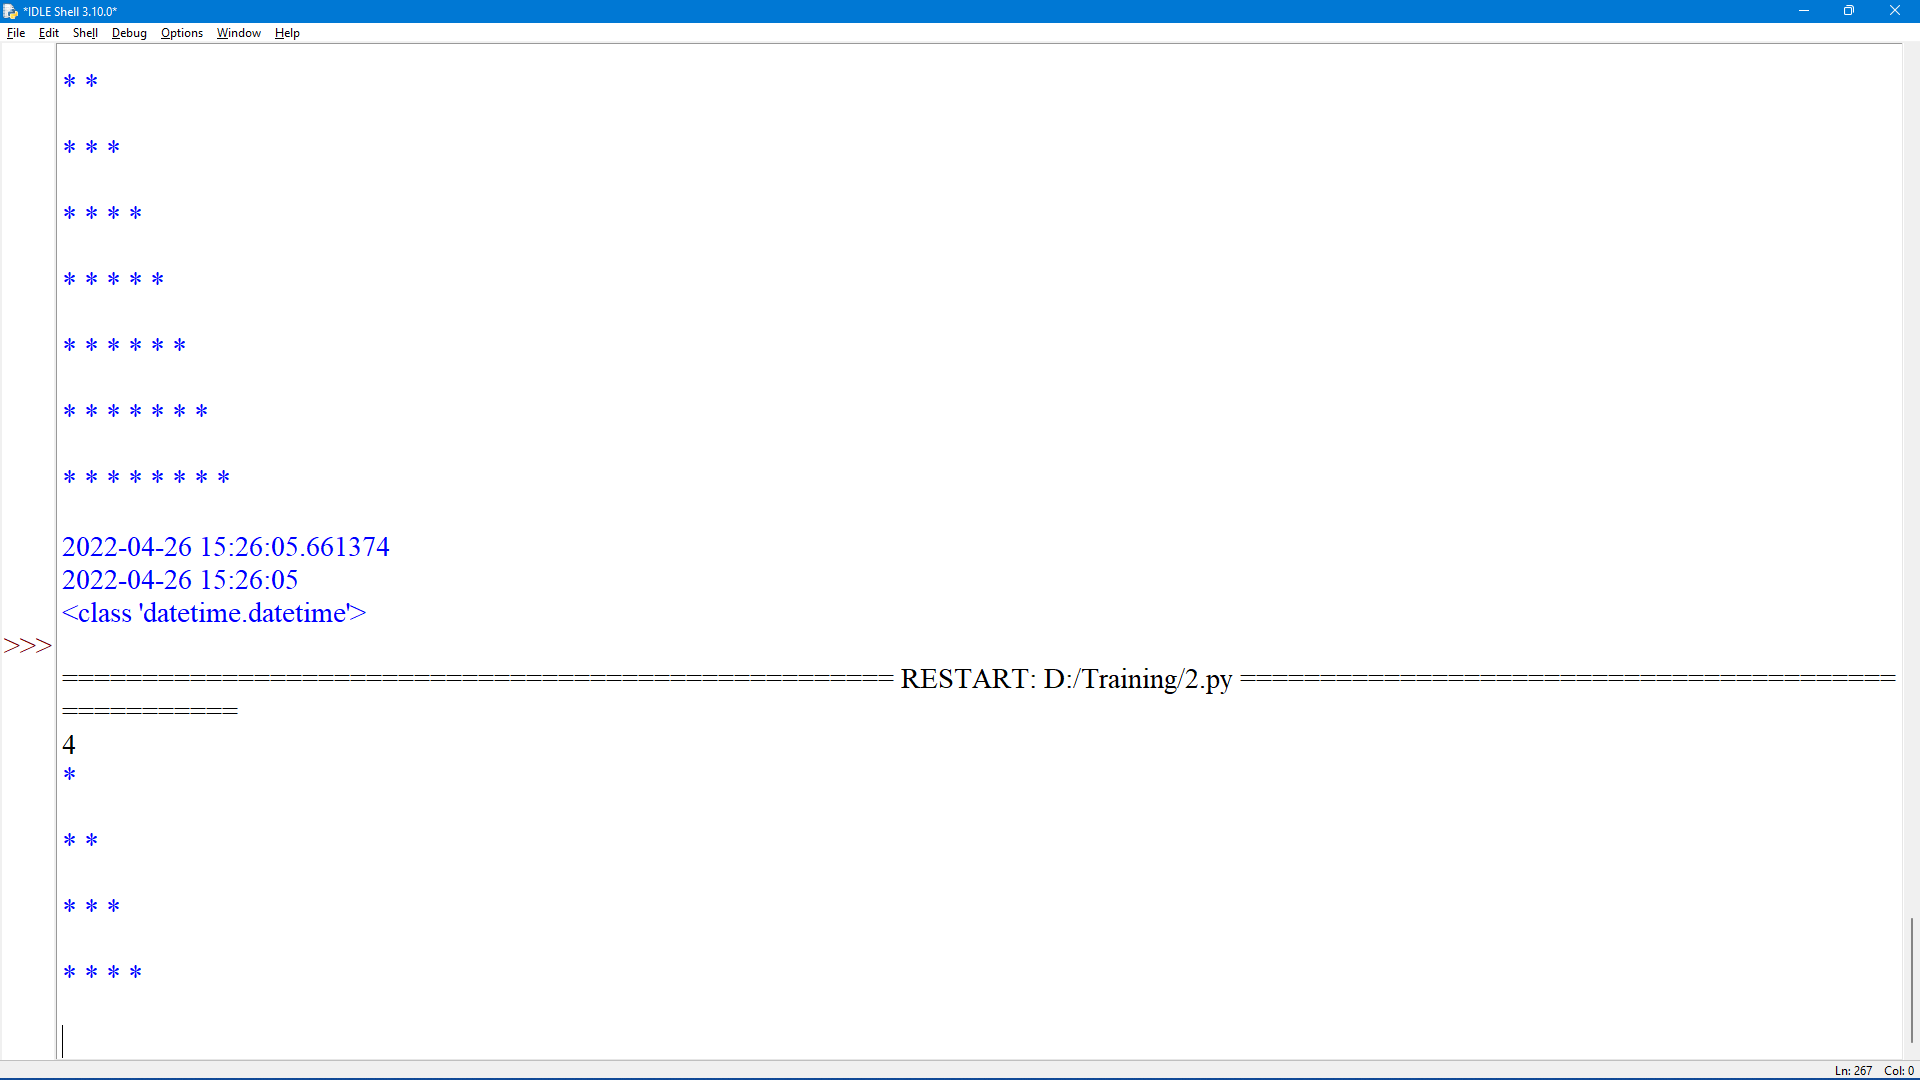 *IDLE Shell 3.10.0*
File Edit Shell Debug Options Window Help
* *
* * *
* * * *
* * * * *
* * * * * *
* * * * * * *
* * * * * * * *
2022-04-26 15:26:05.661374
2022-04-26 15:26:05
<class 'datetime.datetime'>
>>>
==================================================== RESTART: D:/Training/2.py =========================================
===========
4
*
* *
* * *
* * * *
Ln: 267 Col: 0